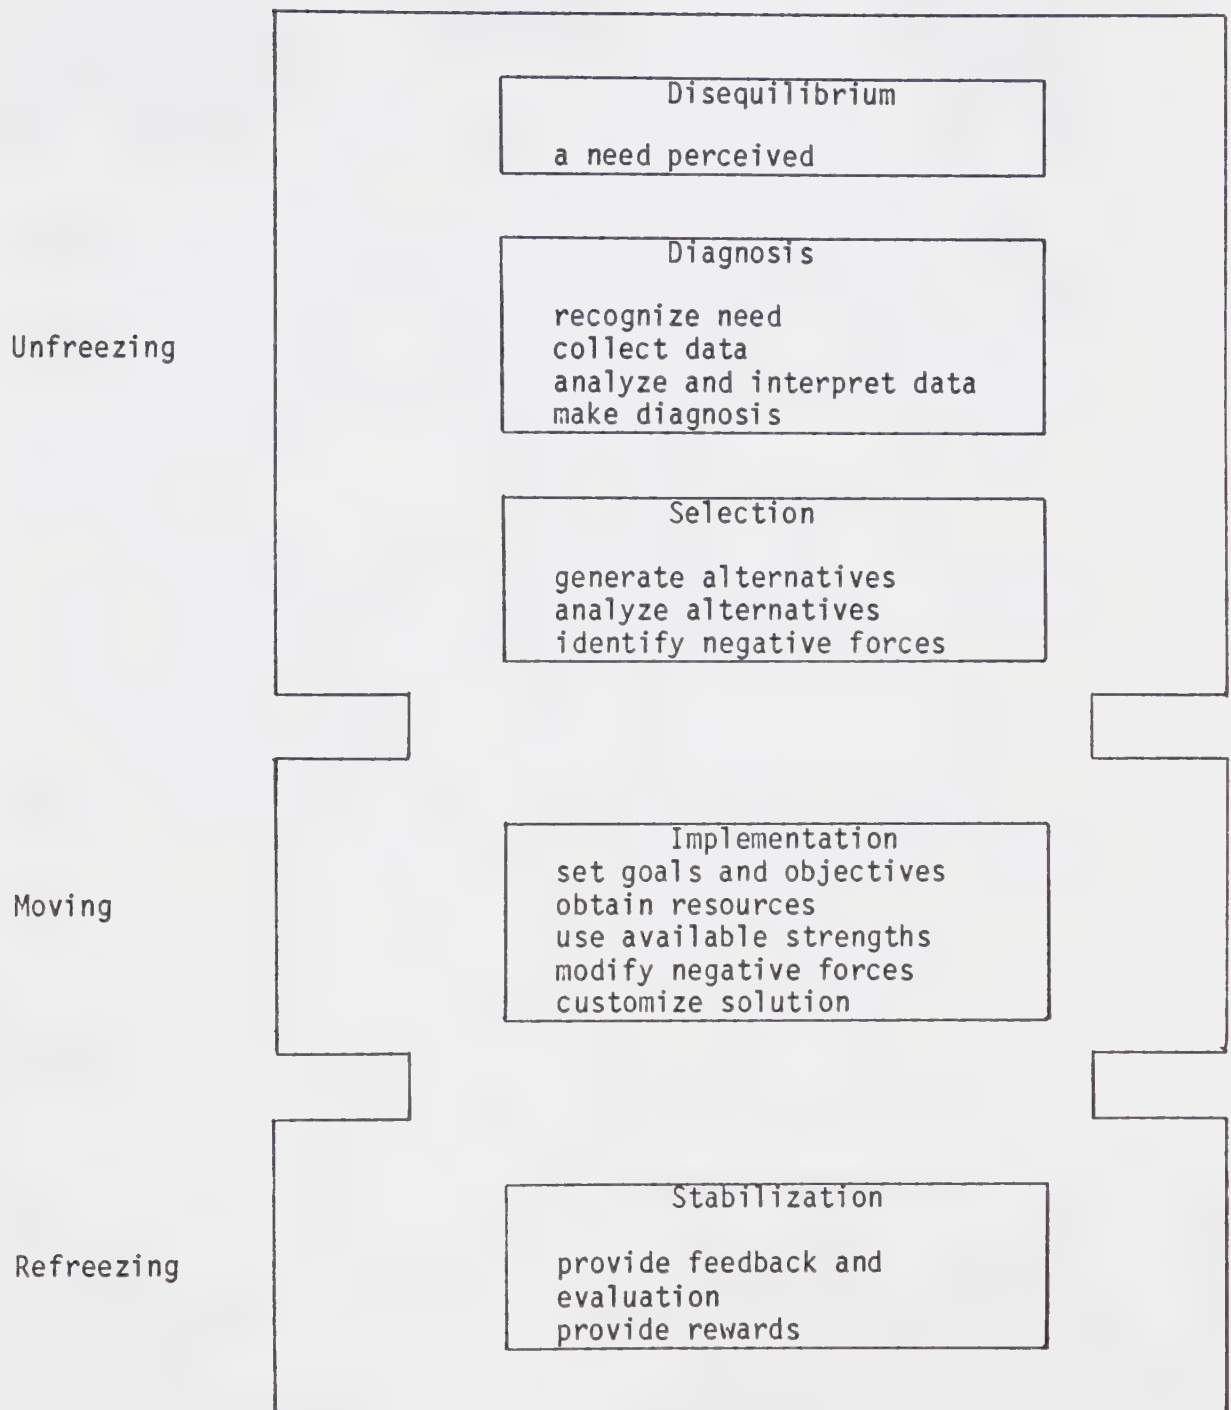 Disequilibrium
a need perceived
Diagnosis
Unfreezing
recognize need
collect data
analyze and interpret data
make diagnosis
Selection
generate alternatives
analyze alternatives
identify negative forces
Moving
Implementation
set goals and objectives
obtain resources
use available strengths
modify negative forces
customize solution
Refreezing
Stabilization
provide feedback and
evaluation
provide rewards